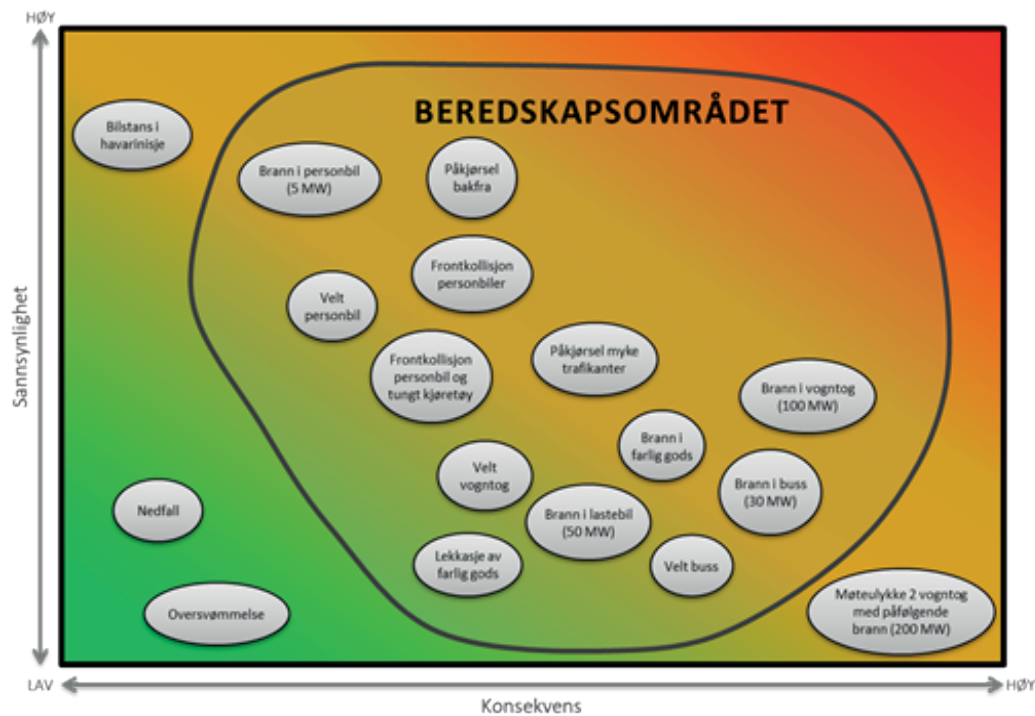 HØY
BEREDSKAPSOMRÅDET
Bilstans i
havarinisje
Brann i personbil
(5 MW)
Påkjørsel
bakfra
Frontkollisjon
personbiler
Velt
personbil
Frontkollisjon
personbil og
tungt kjøretøy
Påkjørsel myke
trafikanter
Brann i vogntog
(100 MW)
Brann i
farlig gods
Velt
vogntog
Brann i buss
(30 MW)
Nedfall
Brann i lastebil
(50 MW)
Lekkasje av
farlig gods
Velt buss
Oversvømmelse
Møteulykke 2 vogntog
med påfølgende
brann (200 MW)
Sannsynlighet
LAV
HØY
Konsekvens